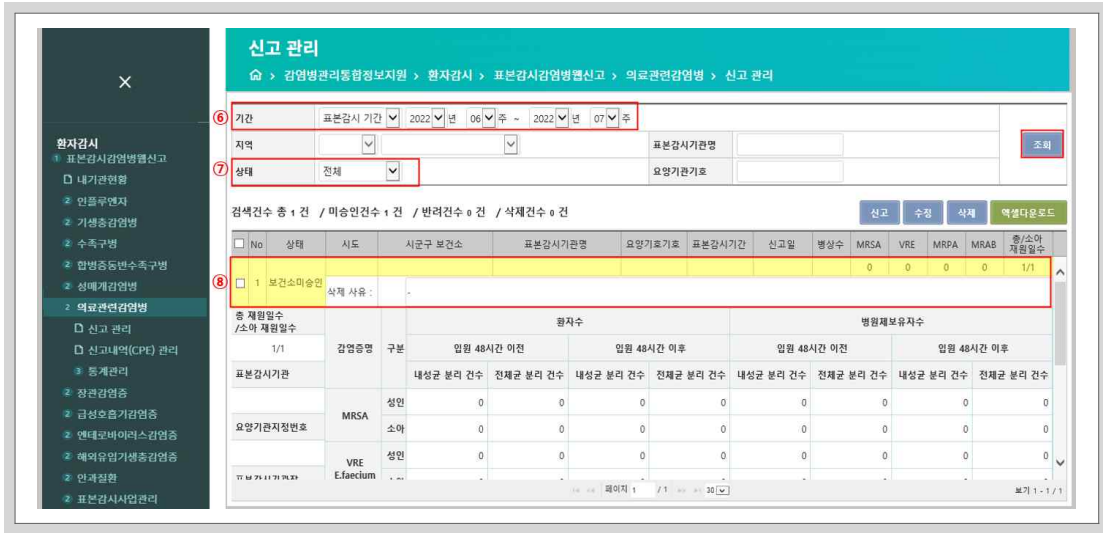 신고 관리
감염병관리통합정보지원 > 환자감시 > 표본감시감염병웹신고 > 의료관련감염병 > 신고 관리
×
환자감시
1 표본감시감염병웹신고
내기관현황
2 인플루엔자
2 기생충감염병
2 수족구병
2 합병증동반수족구병
2 성매개감염병
2 의료관련감염병
신고 관리
신고내역(CPE) 관리
3 통계관리
2 장관감염증
2 급성호흡기감염증
2 엔테로바이러스감염증
2 해외유입기생충감염증
2 안과질환
2 표본감시사업관리
⑥ 기간 표본감시 기간 2022 년 06 주 ~ 2022 년 07 주
지역 표본감시기관명 조회
⑦ 상태 전체 요양기관기호
검색건수 총 1 건 / 미승인건수 1 건 / 반려건수 0 건 / 삭제건수 0 건 신고 수정 삭제 엑셀다운로드
No 상태 시도 시군구 보건소 표본감시기관명 요양기호기호 표본감시기간 신고일 병상수 MRSA VRE MRPA MRAB 총/소아 재원일수
0 0 0 0 1/1
⑧ 1 보건소미승인
삭제 사유 : -
총 재원일수
/소아 재원일수
1/1
감염증명 구분 환자수 병원체보유자수
입원 48시간 이전 입원 48시간 이후 입원 48시간 이전 입원 48시간 이후
표본감시기관 내성균 분리 건수 전체균 분리 건수 내성균 분리 건수 전체균 분리 건수 내성균 분리 건수 전체균 분리 건수 내성균 분리 건수 전체균 분리 건수
MRSA 성인 0 0 0 0 0 0 0 0
요양기관지정번호 소아 0 0 0 0 0 0 0 0
VRE
E.faecium 성인 0 0 0 0 0 0 0 0
페이지 1 / 1 30 보기 1 - 1 / 1